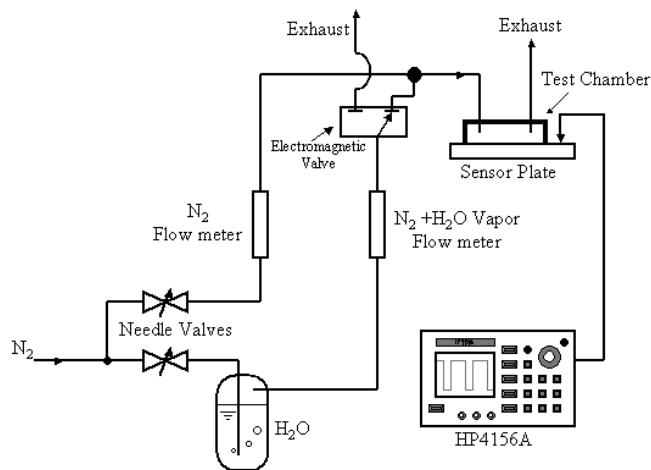 Exhaust
Exhaust
Test Chamber
Electromagnetic
Valve
Sensor Plate
N₂
Flow meter
N₂ +H₂O Vapor
Flow meter
Needle Valves
N₂
H₂O
HP4156A